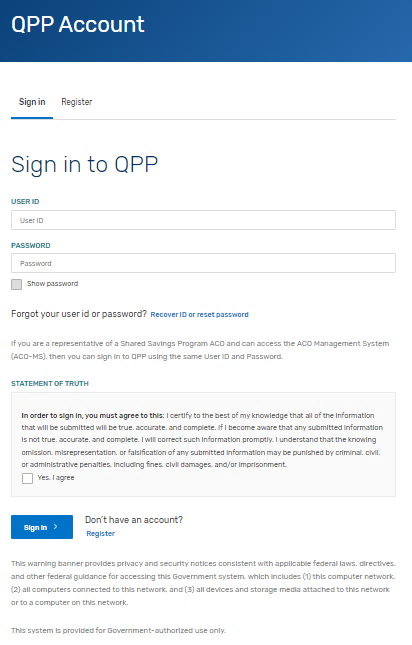 QPP Account
Sign in Register
Sign in to QPP
USER ID
User ID
PASSWORD
Password
Show password
Forgot your user id or password? Recover ID or reset password
If you are a representative of a Shared Savings Program ACO and can access the ACO Management System
(ACO-MS), then you can sign in to QPP using the same User ID and Password.
STATEMENT OF TRUTH
In order to sign in, you must agree to this: I certify to the best of my knowledge that all of the information
that will be submitted will be true, accurate, and complete. If I become aware that any submitted information
is not true, accurate, and complete, I will correct such information promptly. I understand that the knowing
omission, misrepresentation, or falsification of any submitted information may be punished by criminal, civil,
or administrative penalties, including fines, civil damages, and/or imprisonment.
Yes, I agree
Sign in > Don't have an account?
Register
This warning banner provides privacy and security notices consistent with applicable federal laws, directives,
and other federal guidance for accessing this Government system, which includes (1) this computer network,
(2) all computers connected to this network, and (3) all devices and storage media attached to this network
or to a computer on this network.
This system is provided for Government-authorized use only.